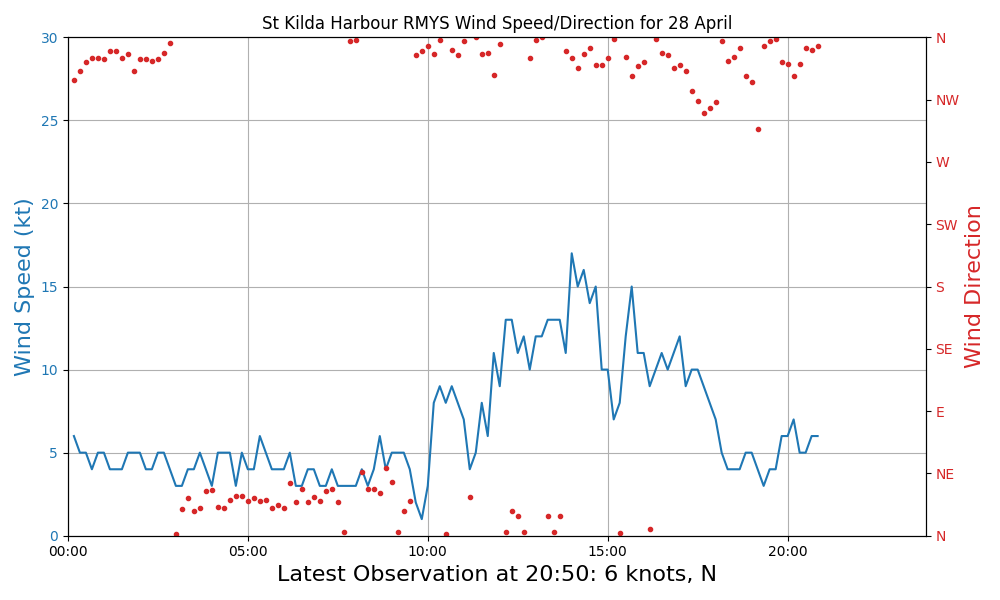 St Kilda Harbour RMYS Wind Speed/Direction for 28 April
30
25
20
15
10
5
0
Wind Speed (kt)
N
NW
W
SW
S
SE
E
NE
N
Wind Direction
00:00 05:00 10:00 15:00 20:00
Latest Observation at 20:50: 6 knots, N